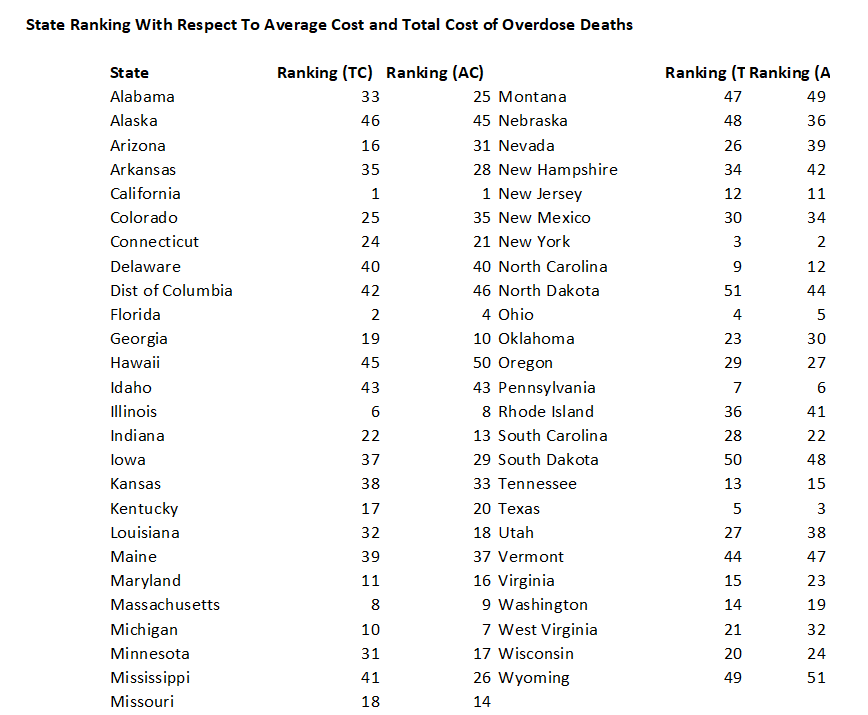 State Ranking With Respect To Average Cost and Total Cost of Overdose Deaths
State Ranking (TC) Ranking (AC) Ranking (T Ranking (A
Alabama 33 25 Montana 47 49
Alaska 46 45 Nebraska 48 36
Arizona 16 31 Nevada 26 39
Arkansas 35 28 New Hampshire 34 42
California 1 1 New Jersey 12 11
Colorado 25 35 New Mexico 30 34
Connecticut 24 21 New York 3 2
Delaware 40 40 North Carolina 9 12
Dist of Columbia 42 46 North Dakota 51 44
Florida 2 4 Ohio 4 5
Georgia 19 10 Oklahoma 23 30
Hawaii 45 50 Oregon 29 27
Idaho 43 43 Pennsylvania 7 6
Illinois 6 8 Rhode Island 36 41
Indiana 22 13 South Carolina 28 22
Iowa 37 29 South Dakota 50 48
Kansas 38 33 Tennessee 13 15
Kentucky 17 20 Texas 5 3
Louisiana 32 18 Utah 27 38
Maine 39 37 Vermont 44 47
Maryland 11 16 Virginia 15 23
Massachusetts 8 9 Washington 14 19
Michigan 10 7 West Virginia 21 32
Minnesota 31 17 Wisconsin 20 24
Mississippi 41 26 Wyoming 49 51
Missouri 18 14